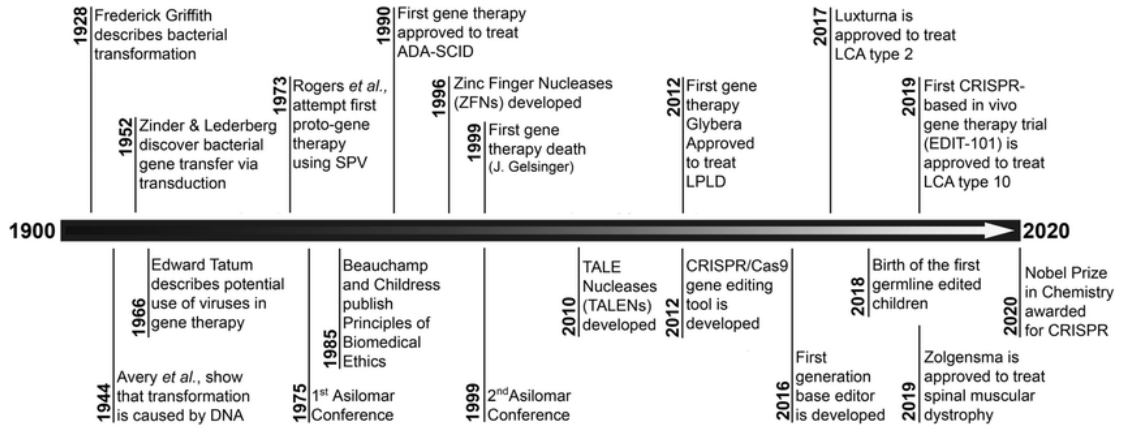 1928
Frederick Griffith
describes bacterial
transformation
1952
Zinder & Lederberg
discover bacterial
gene transfer via
transduction
1973
Rogers et al.,
attempt first
proto-gene
therapy
using SPV
1990
First gene therapy
approved to treat
ADA-SCID
1996
Zinc Finger Nucleases
(ZFNs) developed
1999
First gene
therapy death
(J. Gelsinger)
2012
First gene
therapy
Glybera
Approved
to treat
LPLD
2017
Luxturna is
approved to treat
LCA type 2
2019
First CRISPR-
based in vivo
gene therapy trial
(EDIT-101) is
approved to treat
LCA type 10
1900
2020
1944
Avery et al., show
that transformation
is caused by DNA
1966
Edward Tatum
describes potential
use of viruses in
gene therapy
1975
1st Asilomar
Conference
1985
Beauchamp
and Childress
publish
Principles of
Biomedical
Ethics
1999
2nd Asilomar
Conference
2010
TALE
Nucleases
(TALENs)
developed
2012
CRISPR/Cas9
gene editing
tool is
developed
2016
First
generation
base editor
is developed
2018
Birth of the first
germline edited
children
2019
Zolgensma is
approved to treat
spinal muscular
dystrophy
2020
Nobel Prize
in Chemistry
awarded
for CRISPR